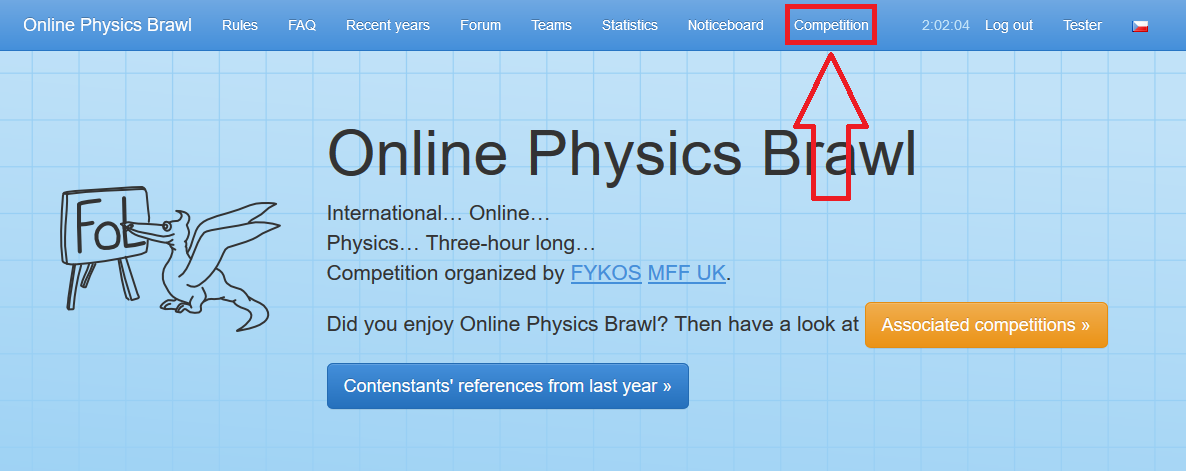 Online Physics Brawl Rules FAQ Recent years Forum Teams Statistics Noticeboard Competition 2:02:04 Log out Tester
Online Physics Brawl
FoL
International… Online…
Physics… Three-hour long…
Competition organized by FYKOS MFF UK.
Did you enjoy Online Physics Brawl? Then have a look at Associated competitions »
Contenstants' references from last year »